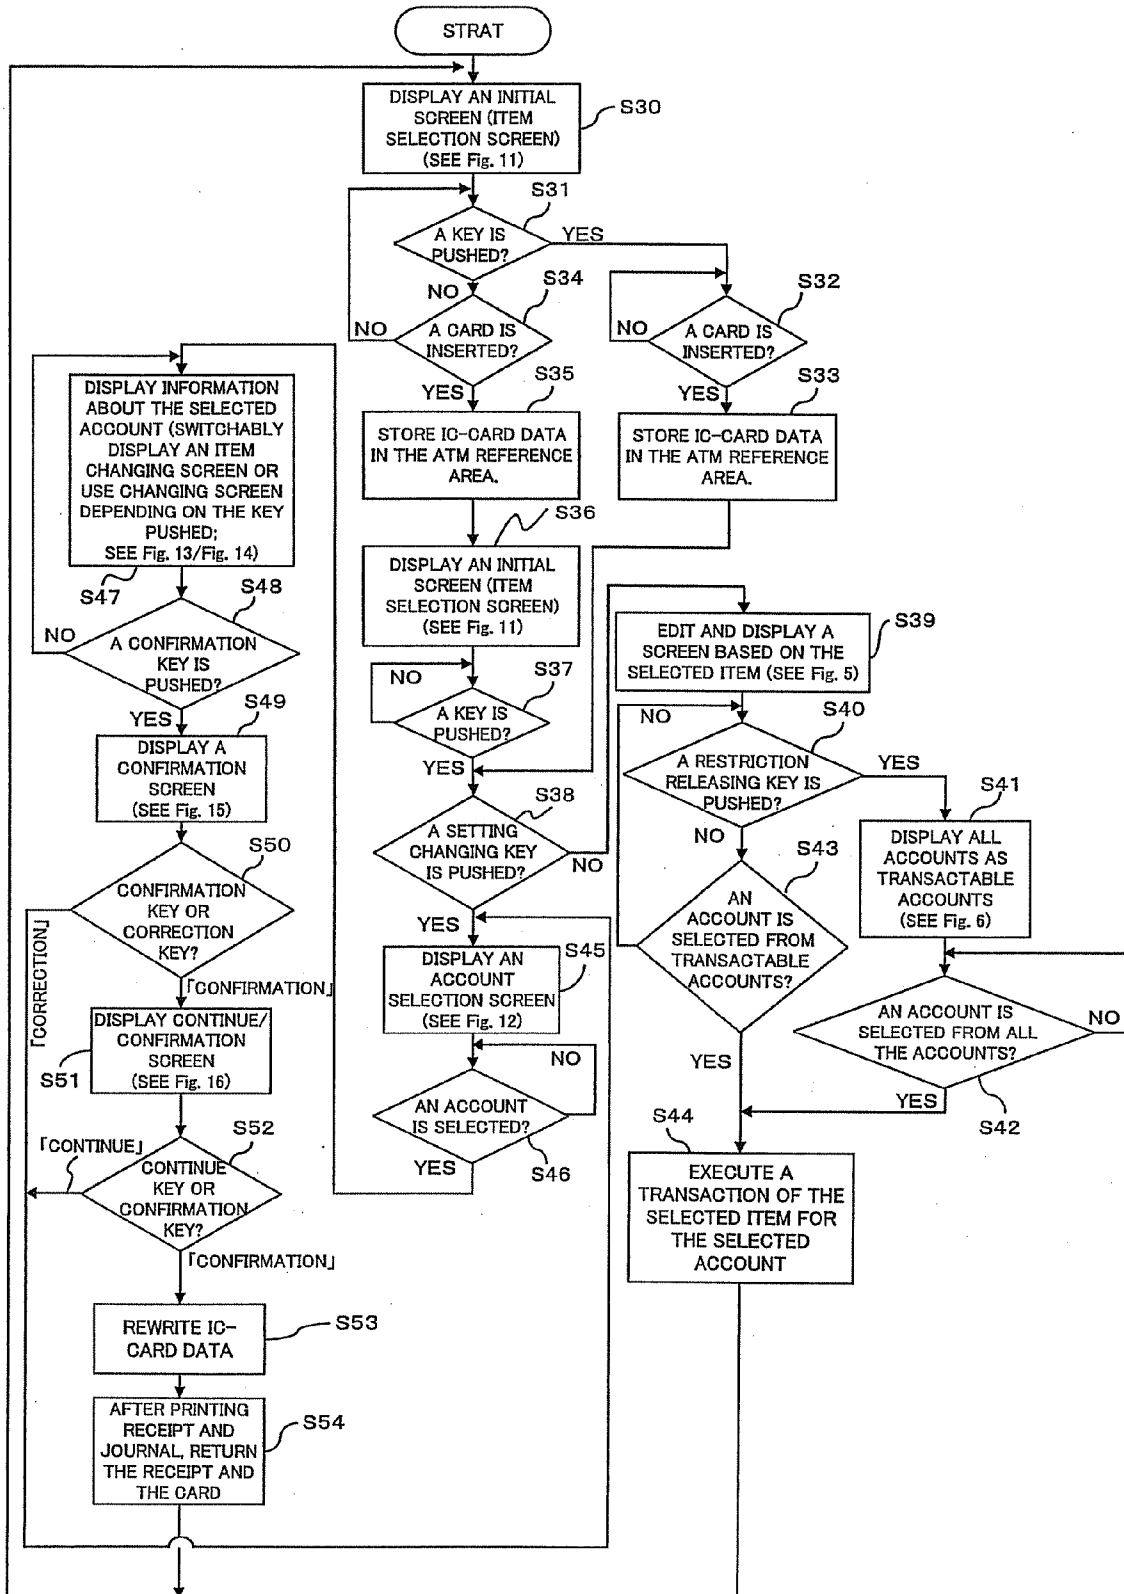 STRAT
DISPLAY AN INITIAL
SCREEN (ITEM
SELECTION SCREEN)
(SEE Fig. 11)
S30
S31
A KEY IS
PUSHED?
YES
NO
S34
A CARD IS
INSERTED?
NO
YES
S32
A CARD IS
INSERTED?
NO
YES
S35
STORE IC-CARD DATA
IN THE ATM REFERENCE
AREA.
S33
STORE IC-CARD DATA
IN THE ATM REFERENCE
AREA.
S36
DISPLAY AN INITIAL
SCREEN (ITEM
SELECTION SCREEN)
(SEE Fig. 11)
NO
S37
A KEY IS
PUSHED?
YES
S38
A SETTING
CHANGING KEY
IS PUSHED?
NO
YES
S39
EDIT AND DISPLAY A
SCREEN BASED ON THE
SELECTED ITEM (SEE Fig. 5)
NO
S40
A RESTRICTION
RELEASING KEY IS
PUSHED?
YES
NO
S41
DISPLAY ALL
ACCOUNTS AS
TRANSACTABLE
ACCOUNTS
(SEE Fig. 6)
S43
AN
ACCOUNT IS
SELECTED FROM
TRANSACTABLE
ACCOUNTS?
YES
AN ACCOUNT IS
SELECTED FROM ALL
THE ACCOUNTS?
NO
YES
S42
S44
EXECUTE A
TRANSACTION OF THE
SELECTED ITEM FOR
THE SELECTED
ACCOUNT
DISPLAY AN
ACCOUNT
SELECTION SCREEN
(SEE Fig. 12)
S45
NO
AN ACCOUNT
IS SELECTED?
S46
YES
DISPLAY INFORMATION
ABOUT THE SELECTED
ACCOUNT (SWITCHABLY
DISPLAY AN ITEM
CHANGING SCREEN OR
USE CHANGING SCREEN
DEPENDING ON THE KEY
PUSHED;
SEE Fig. 13/Fig. 14)
S47
S48
NO
A CONFIRMATION
KEY IS
PUSHED?
YES
S49
DISPLAY A
CONFIRMATION
SCREEN
(SEE Fig. 15)
S50
CONFIRMATION
KEY OR
CORRECTION
KEY?
「CORRECTION」
「CONFIRMATION」
DISPLAY CONTINUE/
CONFIRMATION
SCREEN
(SEE Fig. 16)
S51
S52
「CONTINUE」
CONTINUE
KEY OR
CONFIRMATION
KEY?
「CONFIRMATION」
REWRITE IC-
CARD DATA
S53
AFTER PRINTING
RECEIPT AND
JOURNAL, RETURN
THE RECEIPT AND
THE CARD
S54